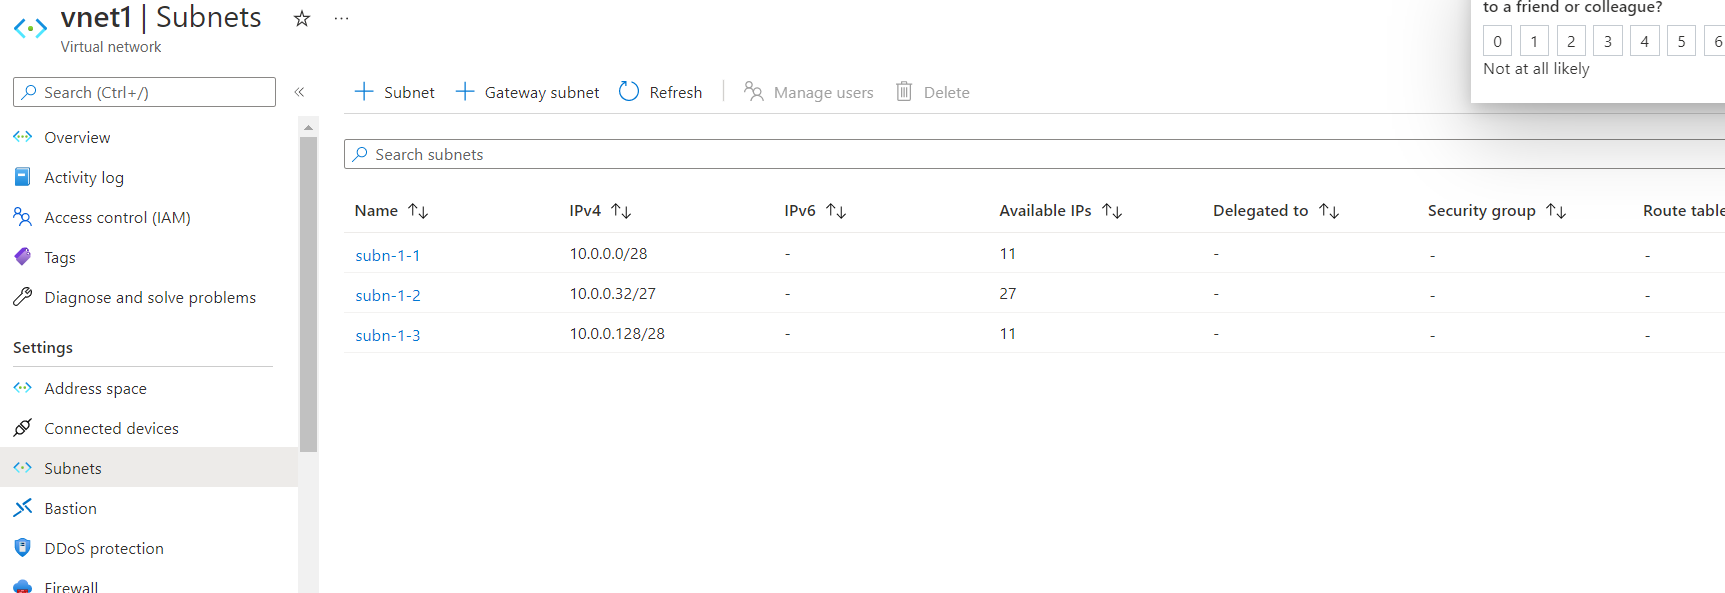 vnet1 | Subnets
Virtual network
to a friend or colleague?
0 1 2 3 4 5 6
Not at all likely
Search (Ctrl+/)
Overview
Activity log
Access control (IAM)
Tags
Diagnose and solve problems
Settings
Address space
Connected devices
Subnets
Bastion
DDoS protection
Firewall
+ Subnet + Gateway subnet Refresh Manage users Delete
Search subnets
Name IPv4 IPv6 Available IPs Delegated to Security group Route table
subn-1-1 10.0.0.0/28 - 11 - - -
subn-1-2 10.0.0.32/27 - 27 - - -
subn-1-3 10.0.0.128/28 - 11 - - -